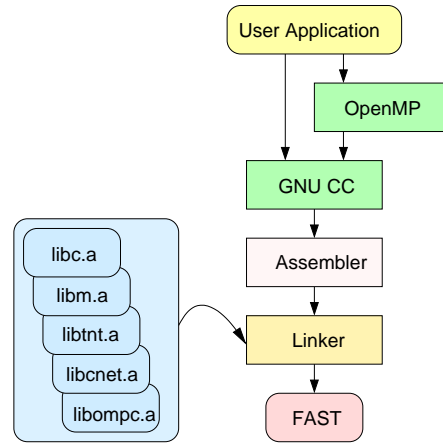 User Application
OpenMP
GNU CC
Assembler
Linker
FAST
libc.a
libm.a
libtnt.a
libcnet.a
libompc.a